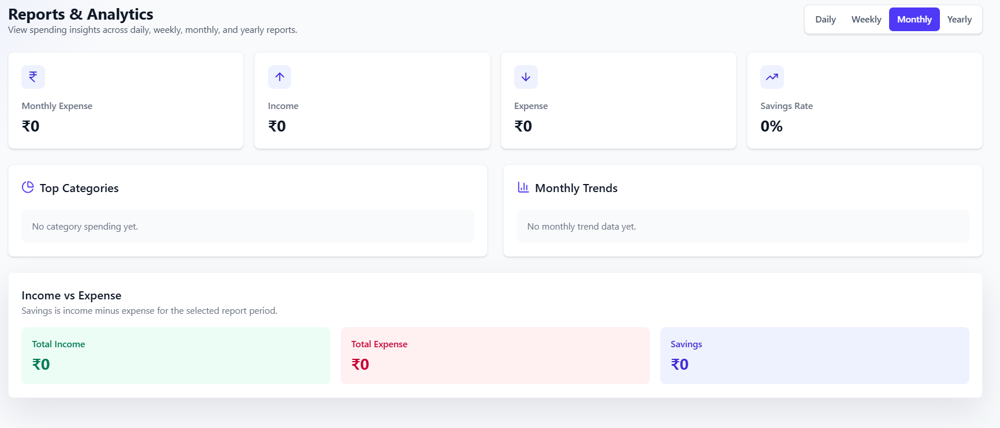 Reports & Analytics
View spending insights across daily, weekly, monthly, and yearly reports.
Daily Weekly Monthly Yearly
₹
Monthly Expense
₹0
Income
₹0
Expense
₹0
Savings Rate
0%
Top Categories
No category spending yet.
Monthly Trends
No monthly trend data yet.
Income vs Expense
Savings is income minus expense for the selected report period.
Total Income
₹0
Total Expense
₹0
Savings
₹0